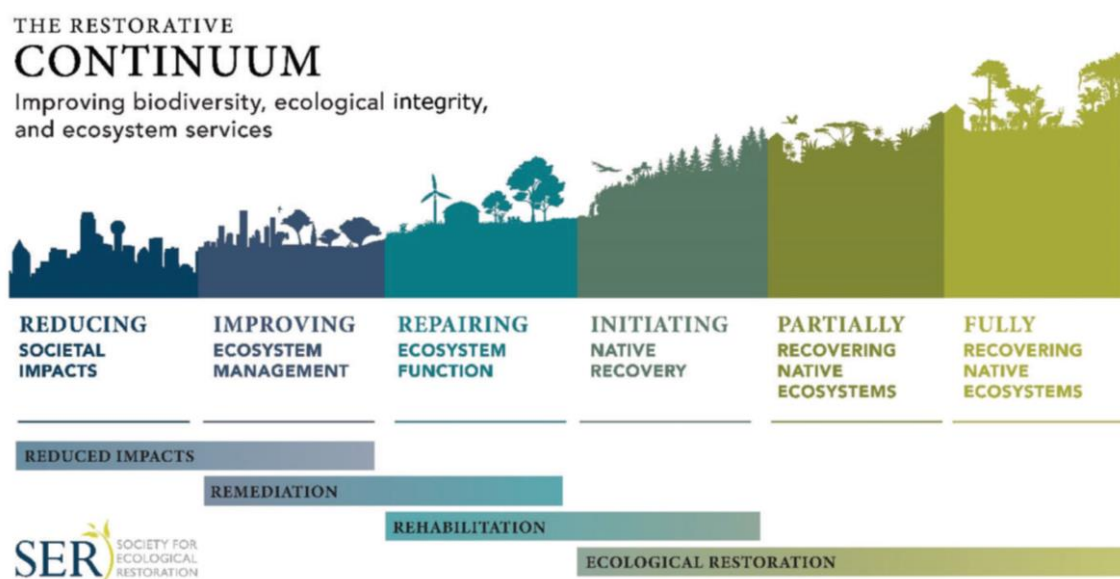 THE RESTORATIVE
CONTINUUM
Improving biodiversity, ecological integrity,
and ecosystem services
REDUCING
SOCIETAL
IMPACTS
IMPROVING
ECOSYSTEM
MANAGEMENT
REPAIRING
ECOSYSTEM
FUNCTION
INITIATING
NATIVE
RECOVERY
PARTIALLY
RECOVERING
NATIVE
ECOSYSTEMS
FULLY
RECOVERING
NATIVE
ECOSYSTEMS
REDUCED IMPACTS
REMEDIATION
REHABILITATION
ECOLOGICAL RESTORATION
SER
SOCIETY FOR
ECOLOGICAL
RESTORATION